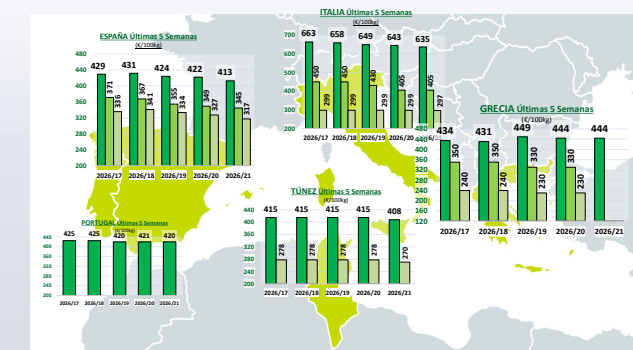 ESPAÑA Últimas 5 Semanas
(€/100kg)
480
440
400
360
320
280
240
200
429 371 336
431 367 341
424 355 334
422 349 327
413 345 317
2026/17 2026/18 2026/19 2026/20 2026/21
ITALIA Últimas 5 Semanas
(€/100kg)
700
600
500
400
300
200
663 450 299
658 450 299
649 430 299
643 405 299
635 405 297
2026/17 2026/18 2026/19 2026/20
GRECIA Últimas 5 Semanas
(€/100kg)
480
440
400
360
320
280
240
200
160
120
434 350 240
431 350 240
449 330 230
444 330 230
444
2026/17 2026/18 2026/19 2026/20 2026/21
TÚNEZ Últimas 5 Semanas
(€/100kg)
440
400
360
320
280
240
200
415 278
415 278
415 278
415 278
408 270
2026/17 2026/18 2026/19 2026/20 2026/21
PORTUGAL Últimas 5 Semanas
(€/100kg)
440
400
360
320
280
240
200
425 425 420 421 420
2026/17 2026/18 2026/19 2026/20 2026/21